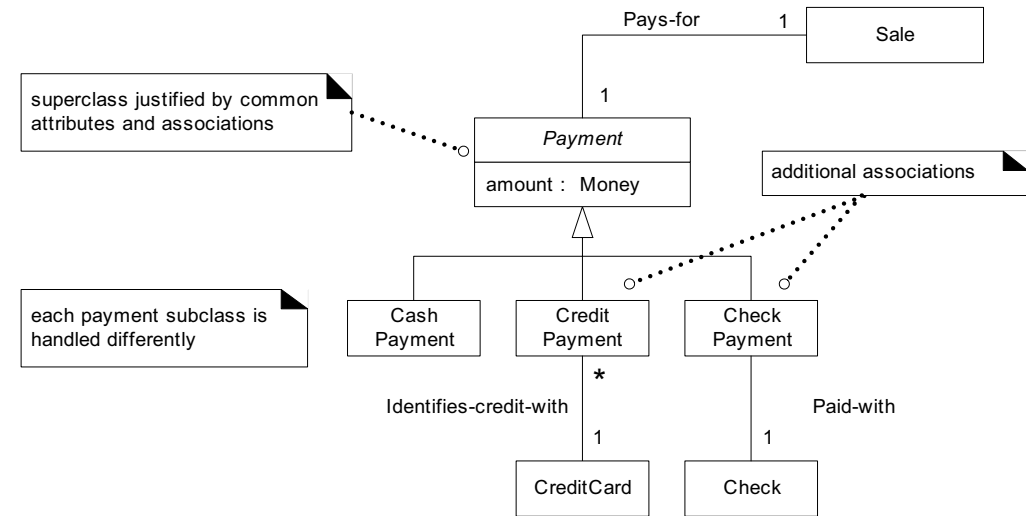 Pays-for
1
Sale
superclass justified by common
attributes and associations
1
Payment
amount : Money
additional associations
each payment subclass is
handled differently
Cash
Payment
Credit
Payment
Check
Payment
*
Identifies-credit-with
Paid-with
1
1
CreditCard
Check